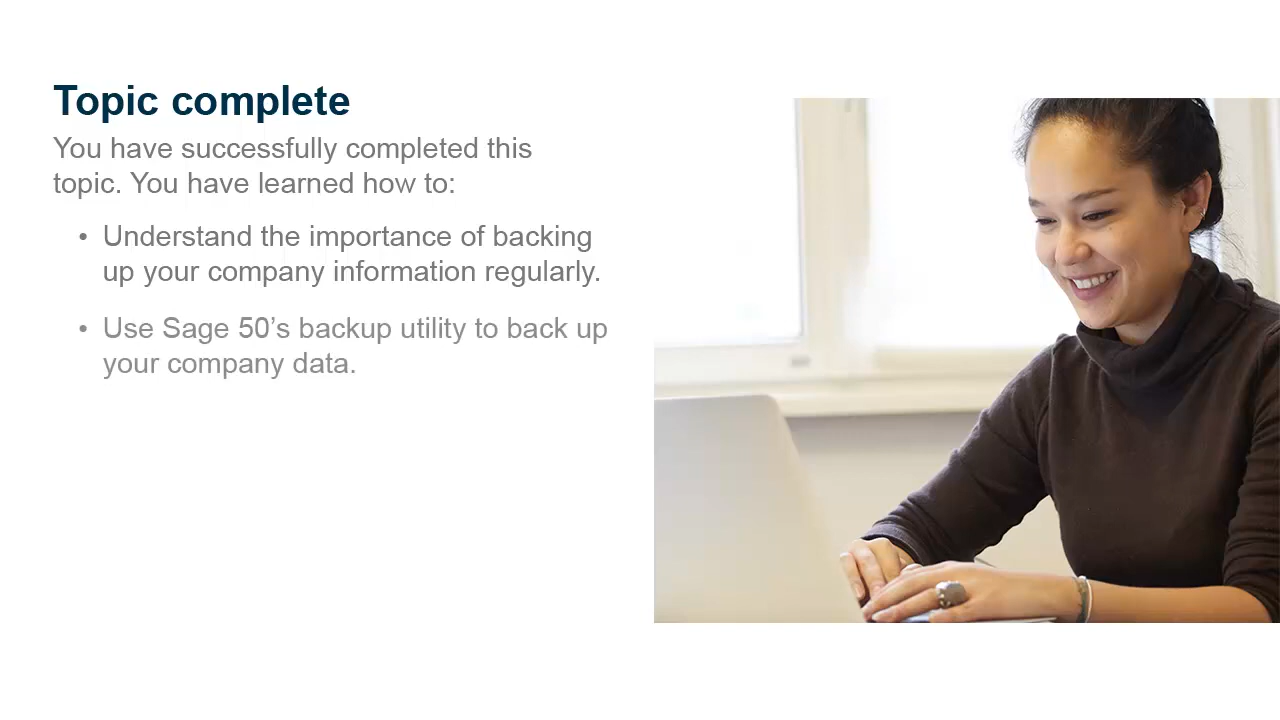 Topic complete
You have successfully completed this
topic. You have learned how to:
• Understand the importance of backing
up your company information regularly.
• Use Sage 50’s backup utility to back up
your company data.